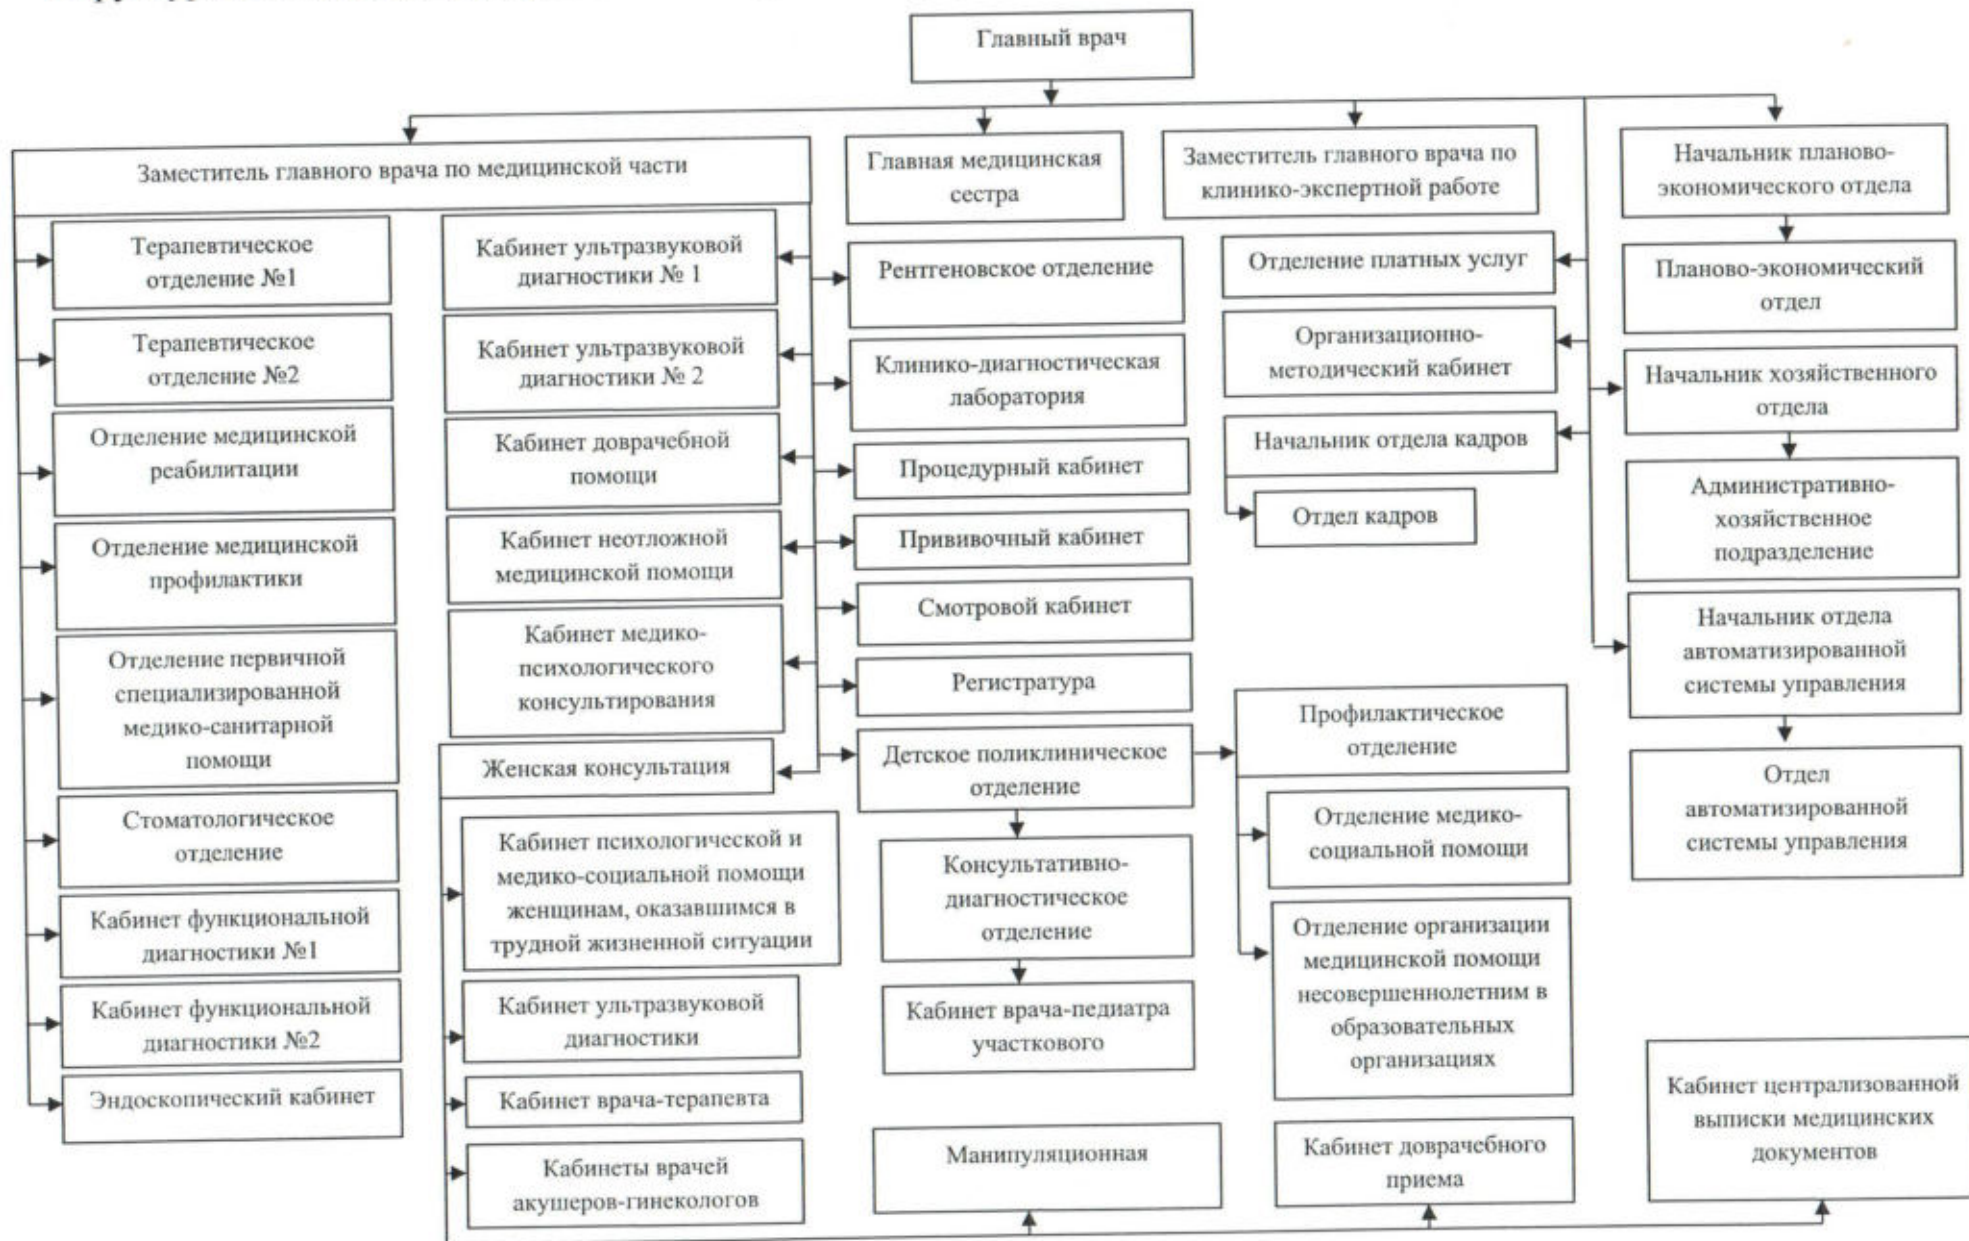 Главный врач
Заместитель главного врача по медицинской части
Главная медицинская
сестра
Заместитель главного врача по
клинико-экспертной работе
Начальник планово-
экономического отдела
Терапевтическое
отделение №1
Терапевтическое
отделение №2
Отделение медицинской
реабилитации
Отделение медицинской
профилактики
Отделение первичной
специализированной
медико-санитарной
помощи
Стоматологическое
отделение
Кабинет функциональной
диагностики №1
Кабинет функциональной
диагностики №2
Эндоскопический кабинет
Кабинет ультразвуковой
диагностики № 1
Кабинет ультразвуковой
диагностики № 2
Кабинет доврачебной
помощи
Кабинет неотложной
медицинской помощи
Кабинет медико-
психологического
консультирования
Женская консультация
Кабинет психологической и
медико-социальной помощи
женщинам, оказавшимся в
трудной жизненной ситуации
Кабинет ультразвуковой
диагностики
Кабинет врача-терапевта
Кабинеты врачей
акушеров-гинекологов
Рентгеновское отделение
Клинико-диагностическая
лаборатория
Процедурный кабинет
Прививочный кабинет
Смотровой кабинет
Регистратура
Детское поликлиническое
отделение
Консультативно-
диагностическое
отделение
Кабинет врача-педиатра
участкового
Манипуляционная
Отделение платных услуг
Организационно-
методический кабинет
Начальник отдела кадров
Отдел кадров
Профилактическое
отделение
Отделение медико-
социальной помощи
Отделение организации
медицинской помощи
несовершеннолетним в
образовательных
организациях
Кабинет доврачебного
приема
Планово-экономический
отдел
Начальник хозяйственного
отдела
Административно-
хозяйственное
подразделение
Начальник отдела
автоматизированной
системы управления
Отдел
автоматизированной
системы управления
Кабинет централизованной
выписки медицинских
документов